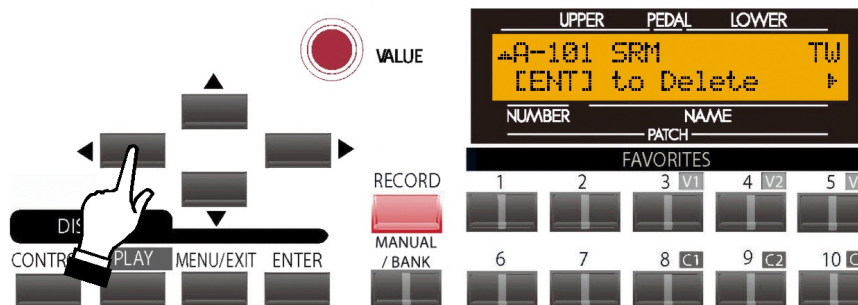 UPPER PEDAL LOWER
A-101 SRM TW
[ENT] to Delete
NUMBER NAME
PATCH
VALUE
FAVORITES
RECORD
1 2 3 V1 4 V2 5
DIS
MANUAL
/ BANK
CONTR PLAY MENU/EXIT ENTER
6 7 8 C1 9 C2 10